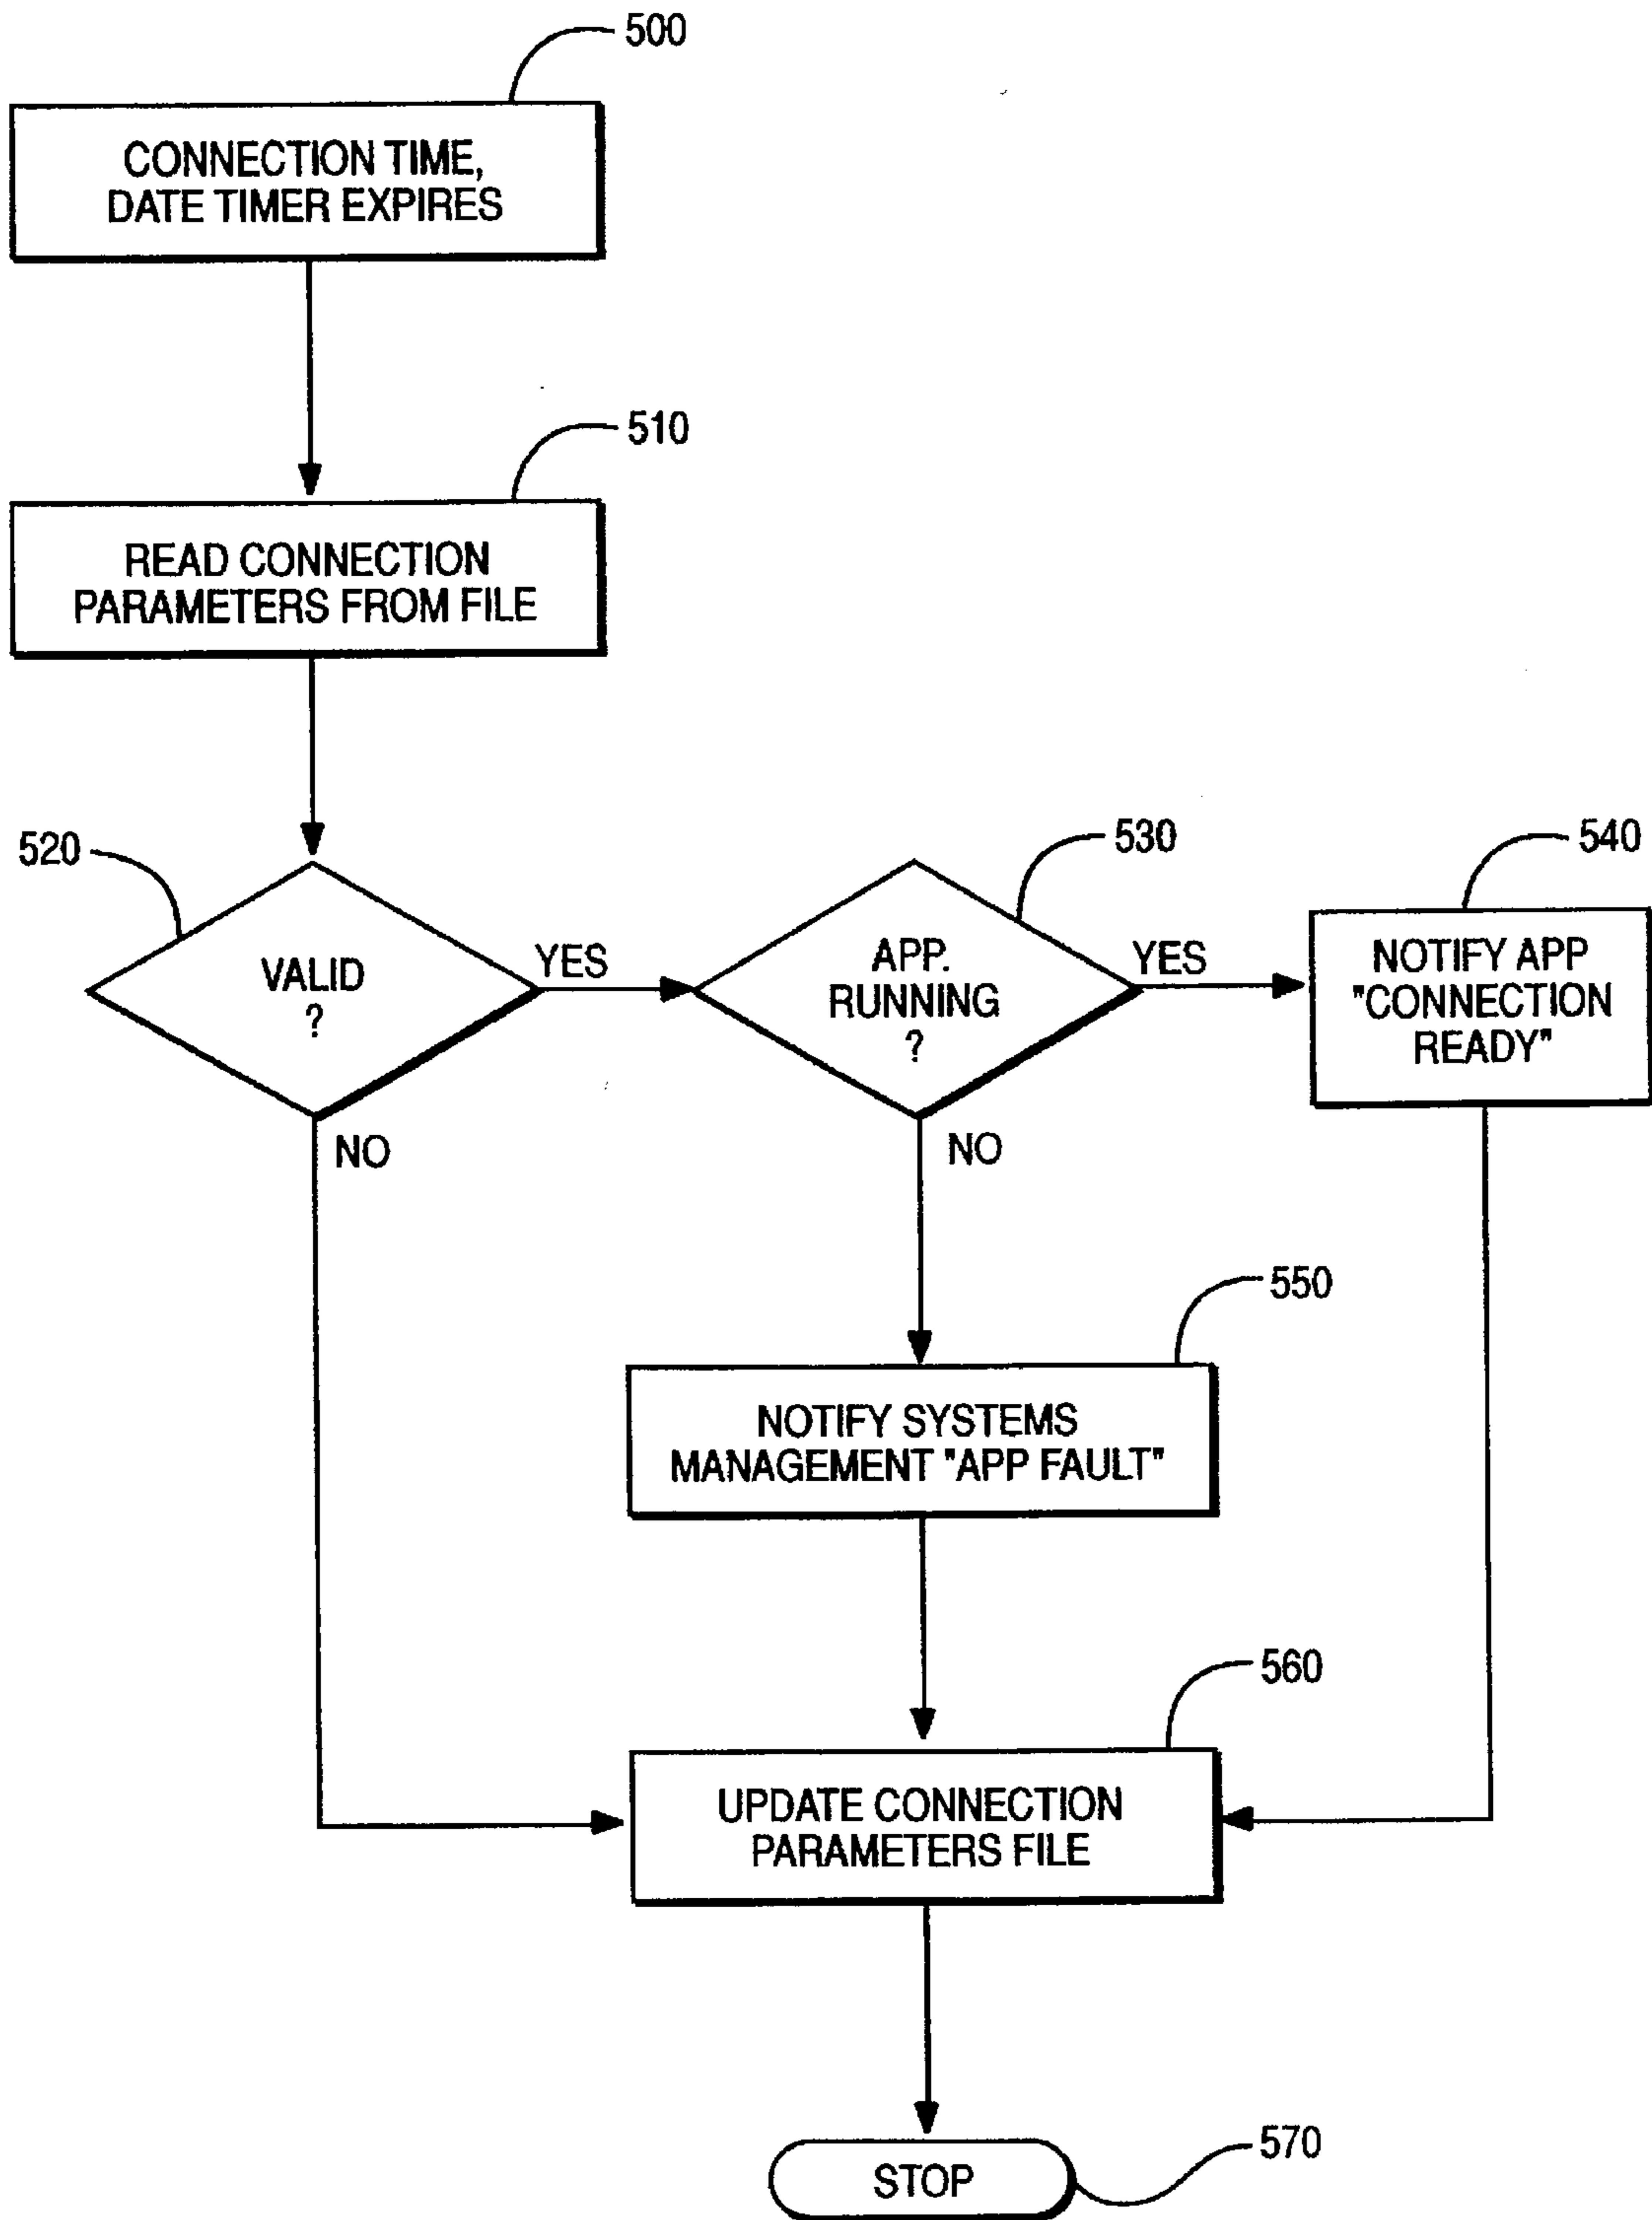 500
CONNECTION TIME,
DATE TIMER EXPIRES
510
READ CONNECTION
PARAMETERS FROM FILE
520
VALID
?
YES
NO
530
APP.
RUNNING
?
YES
NO
540
NOTIFY APP
"CONNECTION
READY"
550
NOTIFY SYSTEMS
MANAGEMENT "APP FAULT"
560
UPDATE CONNECTION
PARAMETERS FILE
STOP
570